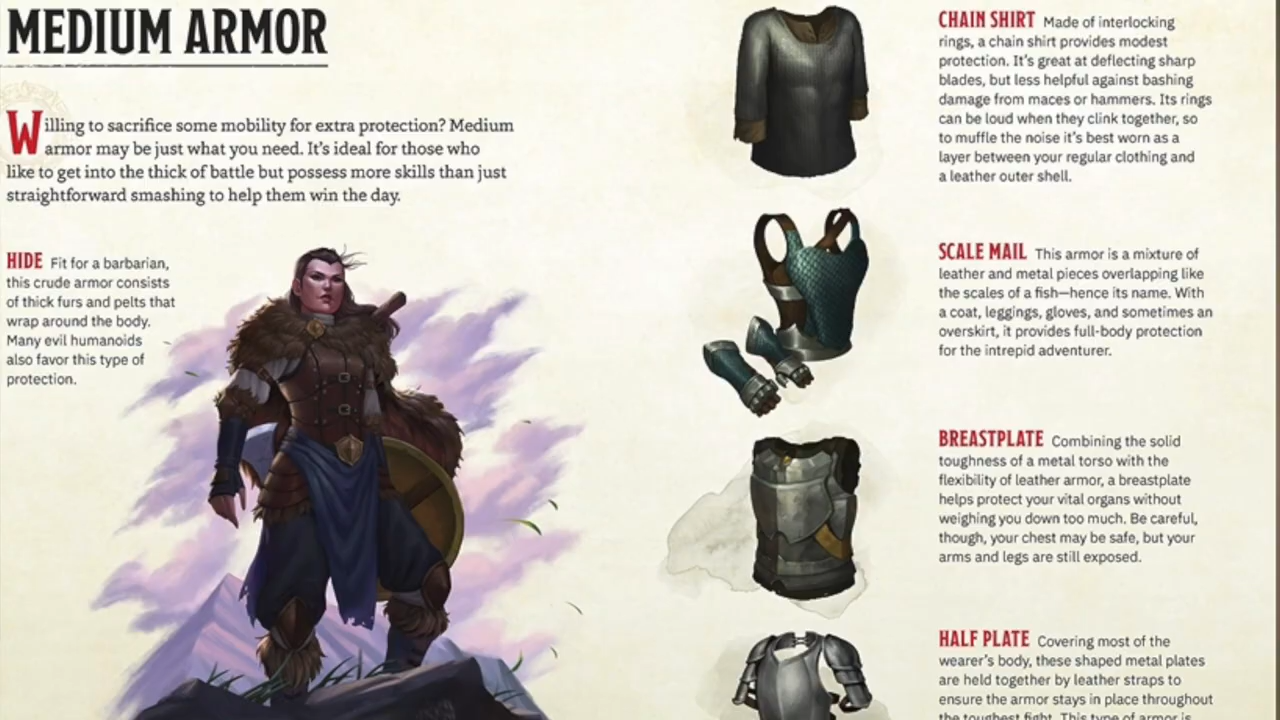 MEDIUM ARMOR
Willing to sacrifice some mobility for extra protection? Medium
armor may be just what you need. It's ideal for those who
like to get into the thick of battle but possess more skills than just
straightforward smashing to help them win the day.
HIDE Fit for a barbarian,
this crude armor consists
of thick furs and pelts that
wrap around the body.
Many evil humanoids
also favor this type of
protection.
CHAIN SHIRT Made of interlocking
rings, a chain shirt provides modest
protection. It's great at deflecting sharp
blades, but less helpful against bashing
damage from maces or hammers. Its rings
can be loud when they clink together, so
to muffle the noise it's best worn as a
layer between your regular clothing and
a leather outer shell.
SCALE MAIL This armor is a mixture of
leather and metal pieces overlapping like
the scales of a fish—hence its name. With
a coat, leggings, gloves, and sometimes an
overskirt, it provides full-body protection
for the intrepid adventurer.
BREASTPLATE Combining the solid
toughness of a metal torso with the
flexibility of leather armor, a breastplate
helps protect your vital organs without
weighing you down too much. Be careful,
though, your chest may be safe, but your
arms and legs are still exposed.
HALF PLATE Covering most of the
wearer's body, these shaped metal plates
are held together by leather straps to
ensure the armor stays in place throughout
the toughest fight. This type of armor is